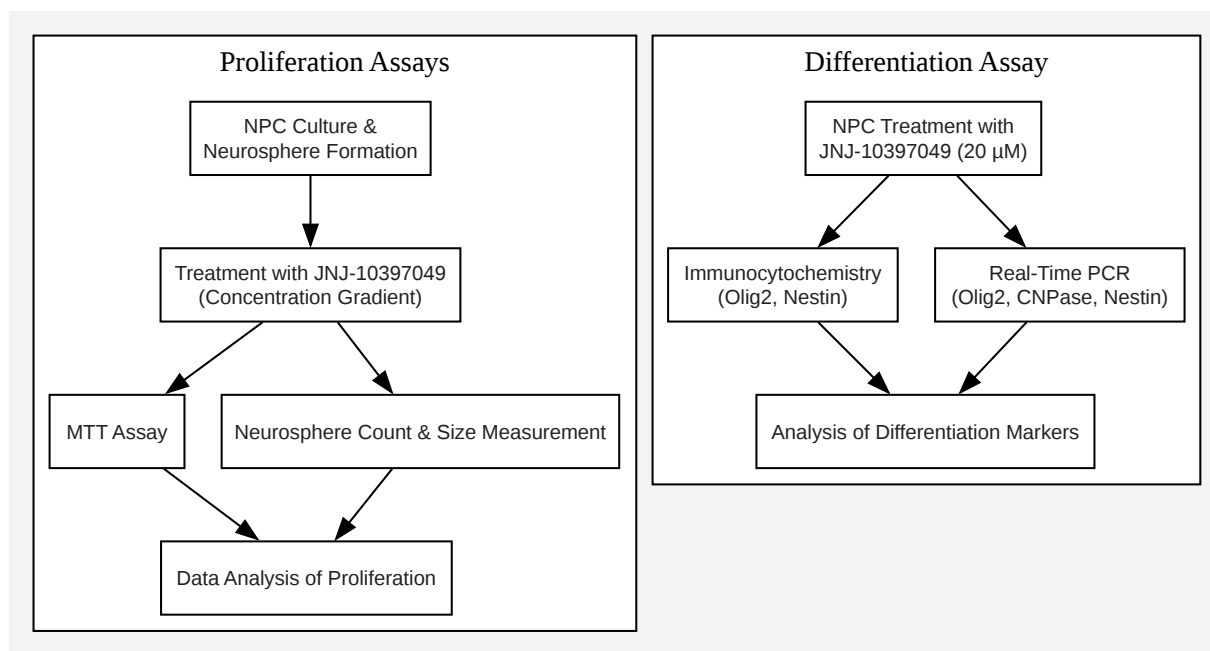 Proliferation Assays
NPC Culture &
Neurosphere Formation
Treatment with JNJ-10397049
(Concentration Gradient)
MTT Assay
Neurosphere Count & Size Measurement
Data Analysis of Proliferation
Differentiation Assay
NPC Treatment with
JNJ-10397049 (20 µM)
Immunocytochemistry
(Olig2, Nestin)
Real-Time PCR
(Olig2, CNPase, Nestin)
Analysis of Differentiation Markers